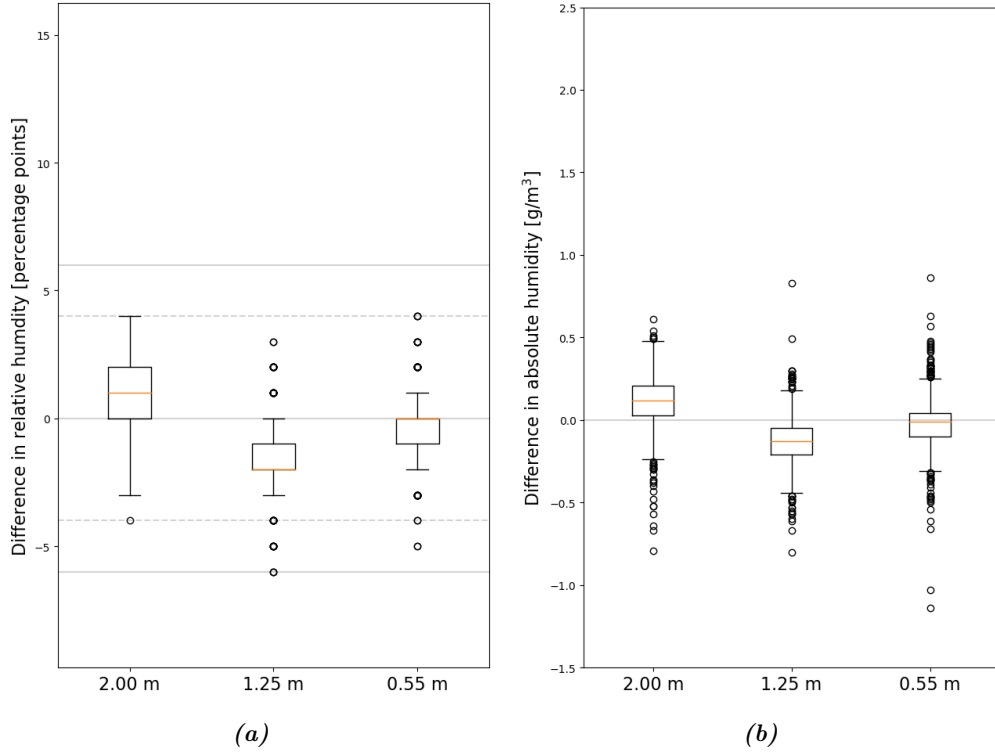 Difference in relative humdity [percentage points]
15
10
5
0
−5
2.00 m
1.25 m
0.55 m
(a)
Difference in absolute humidity [g/m³]
2.5
2.0
1.5
1.0
0.5
0.0
−0.5
−1.0
−1.5
2.00 m
1.25 m
0.55 m
(b)